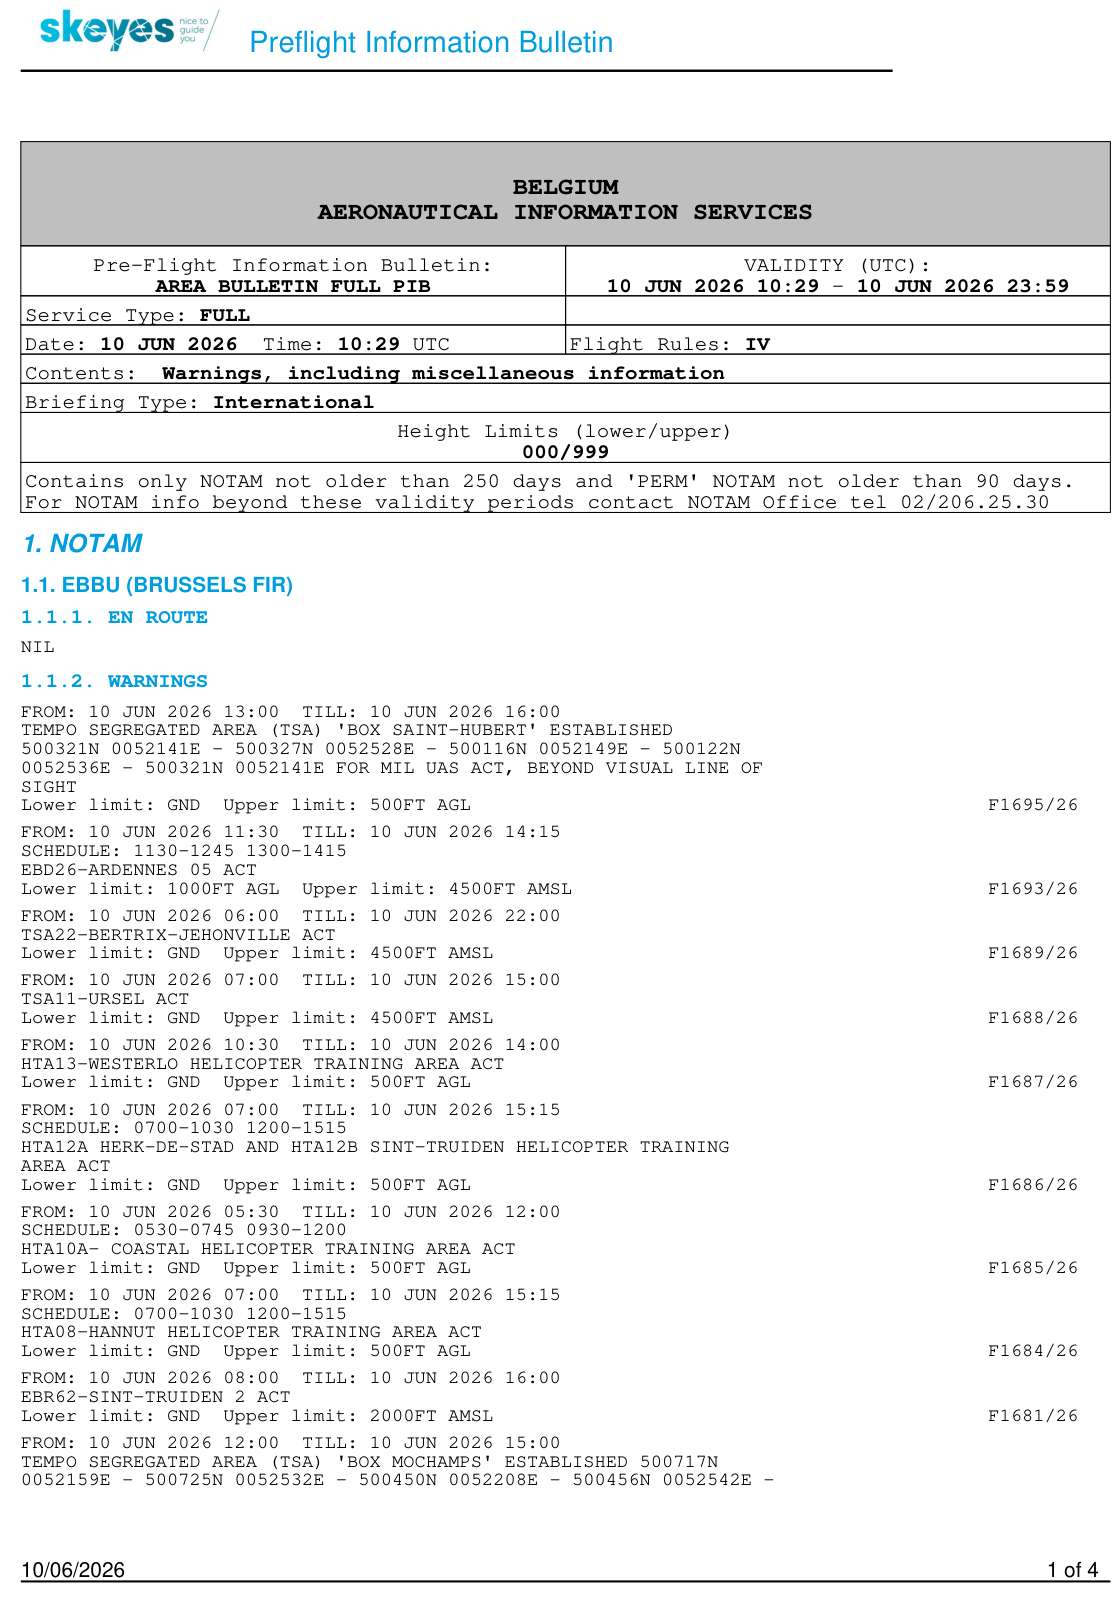 skeyes nice to guide you
Preflight Information Bulletin
BELGIUM
AERONAUTICAL INFORMATION SERVICES
Pre-Flight Information Bulletin:
AREA BULLETIN FULL PIB
VALIDITY (UTC):
10 JUN 2026 10:29 - 10 JUN 2026 23:59
Service Type: FULL
Date: 10 JUN 2026 Time: 10:29 UTC
Flight Rules: IV
Contents: Warnings, including miscellaneous information
Briefing Type: International
Height Limits (lower/upper)
000/999
Contains only NOTAM not older than 250 days and 'PERM' NOTAM not older than 90 days.
For NOTAM info beyond these validity periods contact NOTAM Office tel 02/206.25.30
1. NOTAM
1.1. EBBU (BRUSSELS FIR)
1.1.1. EN ROUTE
NIL
1.1.2. WARNINGS
FROM: 10 JUN 2026 13:00 TILL: 10 JUN 2026 16:00
TEMPO SEGREGATED AREA (TSA) 'BOX SAINT-HUBERT' ESTABLISHED
500321N 0052141E - 500327N 0052528E - 500116N 0052149E - 500122N
0052536E - 500321N 0052141E FOR MIL UAS ACT, BEYOND VISUAL LINE OF
SIGHT
Lower limit: GND Upper limit: 500FT AGL F1695/26
FROM: 10 JUN 2026 11:30 TILL: 10 JUN 2026 14:15
SCHEDULE: 1130-1245 1300-1415
EBD26-ARDENNES 05 ACT
Lower limit: 1000FT AGL Upper limit: 4500FT AMSL F1693/26
FROM: 10 JUN 2026 06:00 TILL: 10 JUN 2026 22:00
TSA22-BERTRIX-JEHONVILLE ACT
Lower limit: GND Upper limit: 4500FT AMSL F1689/26
FROM: 10 JUN 2026 07:00 TILL: 10 JUN 2026 15:00
TSA11-URSEL ACT
Lower limit: GND Upper limit: 4500FT AMSL F1688/26
FROM: 10 JUN 2026 10:30 TILL: 10 JUN 2026 14:00
HTA13-WESTERLO HELICOPTER TRAINING AREA ACT
Lower limit: GND Upper limit: 500FT AGL F1687/26
FROM: 10 JUN 2026 07:00 TILL: 10 JUN 2026 15:15
SCHEDULE: 0700-1030 1200-1515
HTA12A HERK-DE-STAD AND HTA12B SINT-TRUIDEN HELICOPTER TRAINING
AREA ACT
Lower limit: GND Upper limit: 500FT AGL F1686/26
FROM: 10 JUN 2026 05:30 TILL: 10 JUN 2026 12:00
SCHEDULE: 0530-0745 0930-1200
HTA10A- COASTAL HELICOPTER TRAINING AREA ACT
Lower limit: GND Upper limit: 500FT AGL F1685/26
FROM: 10 JUN 2026 07:00 TILL: 10 JUN 2026 15:15
SCHEDULE: 0700-1030 1200-1515
HTA08-HANNUT HELICOPTER TRAINING AREA ACT
Lower limit: GND Upper limit: 500FT AGL F1684/26
FROM: 10 JUN 2026 08:00 TILL: 10 JUN 2026 16:00
EBR62-SINT-TRUIDEN 2 ACT
Lower limit: GND Upper limit: 2000FT AMSL F1681/26
FROM: 10 JUN 2026 12:00 TILL: 10 JUN 2026 15:00
TEMPO SEGREGATED AREA (TSA) 'BOX MOCHAMPS' ESTABLISHED 500717N
0052159E - 500725N 0052532E - 500450N 0052208E - 500456N 0052542E -
10/06/2026 1 of 4